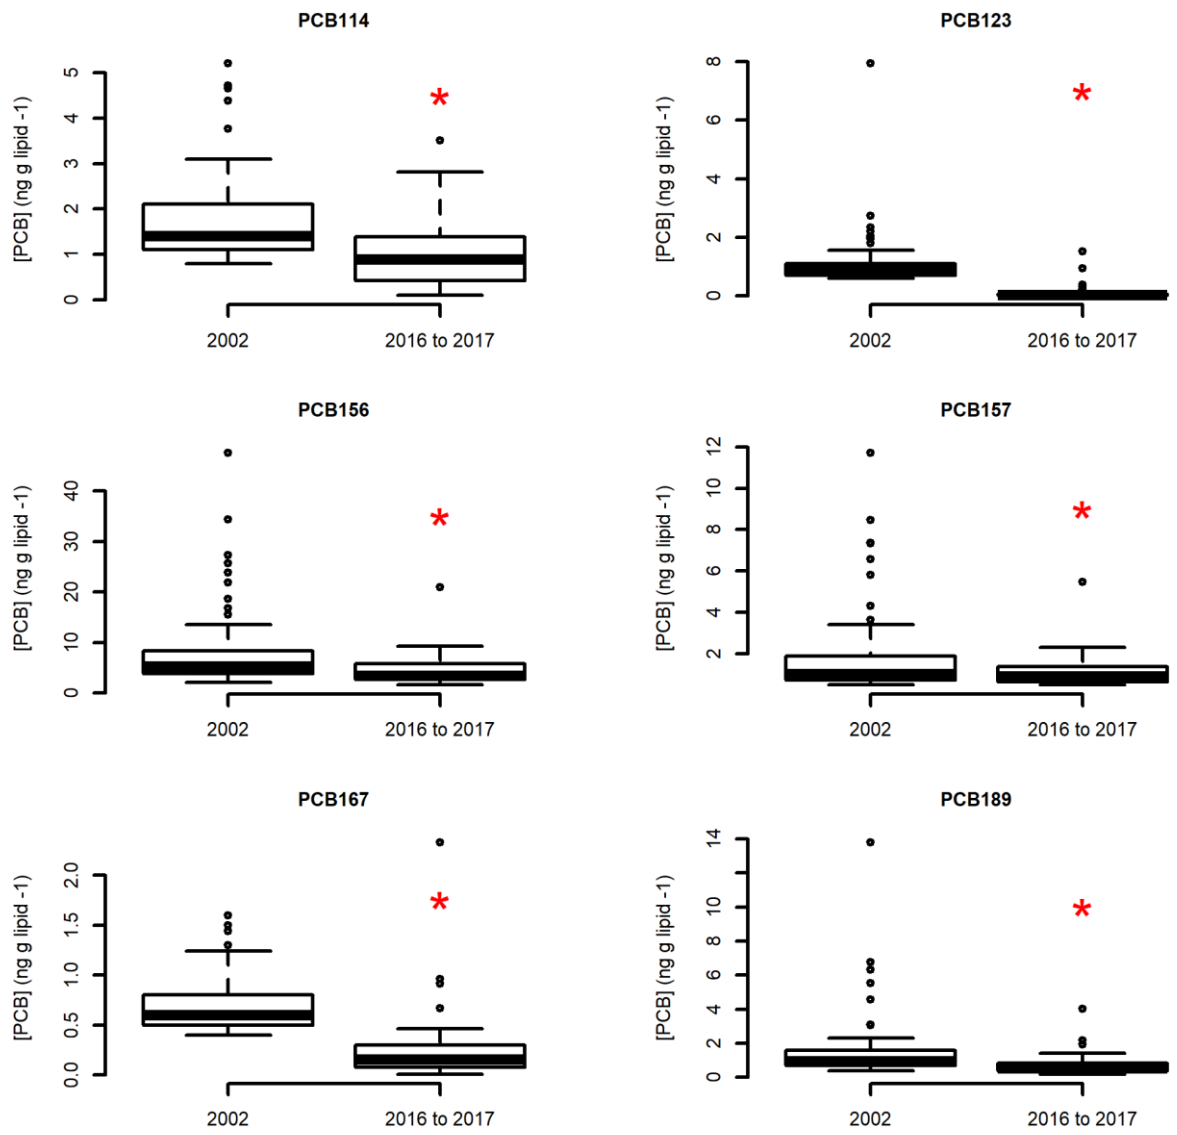 PCB114
[PCB] (ng g lipid -1)
5
4
3
2
1
0
*
2002
2016 to 2017
PCB123
[PCB] (ng g lipid -1)
8
6
4
2
0
*
2002
2016 to 2017
PCB156
[PCB] (ng g lipid -1)
40
30
20
10
0
*
2002
2016 to 2017
PCB157
[PCB] (ng g lipid -1)
12
10
8
6
4
2
*
2002
2016 to 2017
PCB167
[PCB] (ng g lipid -1)
2.0
1.5
1.0
0.5
0.0
*
2002
2016 to 2017
PCB189
[PCB] (ng g lipid -1)
14
10
8
6
4
2
0
*
2002
2016 to 2017